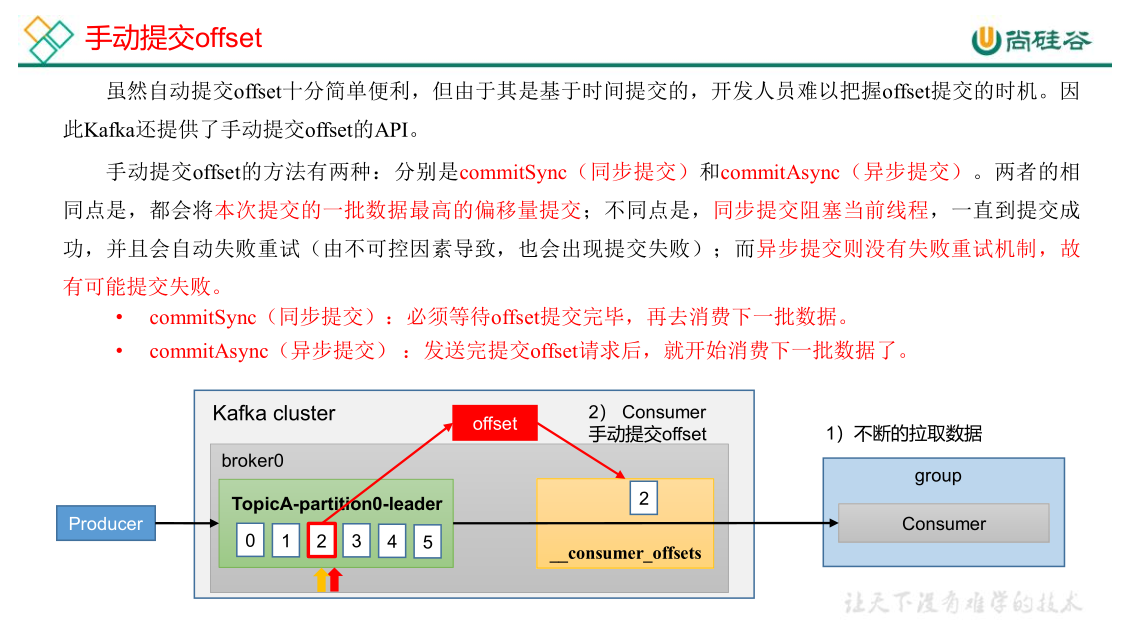 手动提交offset
尚硅谷
虽然自动提交offset十分简单便利，但由于其是基于时间提交的，开发人员难以把握offset提交的时机。因
此Kafka还提供了手动提交offset的API。
手动提交offset的方法有两种：分别是commitSync（同步提交）和commitAsync（异步提交）。两者的相
同点是，都会将本次提交的一批数据最高的偏移量提交；不同点是，同步提交阻塞当前线程，一直到提交成
功，并且会自动失败重试（由不可控因素导致，也会出现提交失败）；而异步提交则没有失败重试机制，故
有可能提交失败。
• commitSync（同步提交）：必须等待offset提交完毕，再去消费下一批数据。
• commitAsync（异步提交） ：发送完提交offset请求后，就开始消费下一批数据了。
Kafka cluster
offset
2） Consumer
手动提交offset
1）不断的拉取数据
broker0
group
TopicA-partition0-leader
2
Producer
Consumer
0 1 2 3 4 5
__consumer_offsets
让天下没有难学的技术